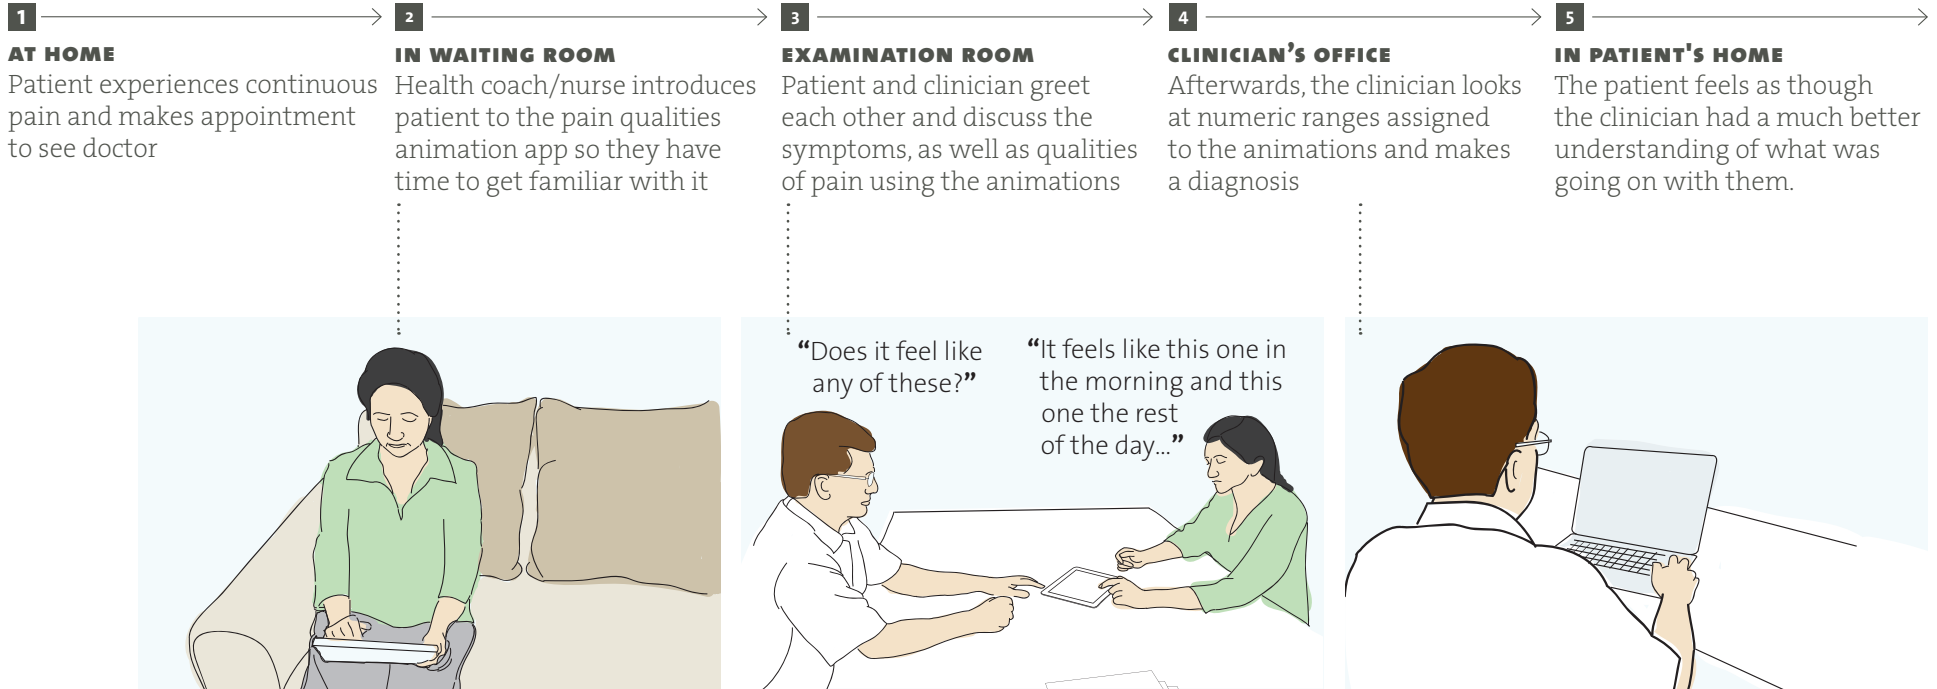 1
AT HOME
Patient experiences continuous
pain and makes appointment
to see doctor
2
IN WAITING ROOM
Health coach/nurse introduces
patient to the pain qualities
animation app so they have
time to get familiar with it
3
EXAMINATION ROOM
Patient and clinician greet
each other and discuss the
symptoms, as well as qualities
of pain using the animations
4
CLINICIAN’S OFFICE
Afterwards, the clinician looks
at numeric ranges assigned
to the animations and makes
a diagnosis
5
IN PATIENT'S HOME
The patient feels as though
the clinician had a much better
understanding of what was
going on with them.
“Does it feel like
any of these?”
“It feels like this one in
the morning and this
one the rest
of the day...”